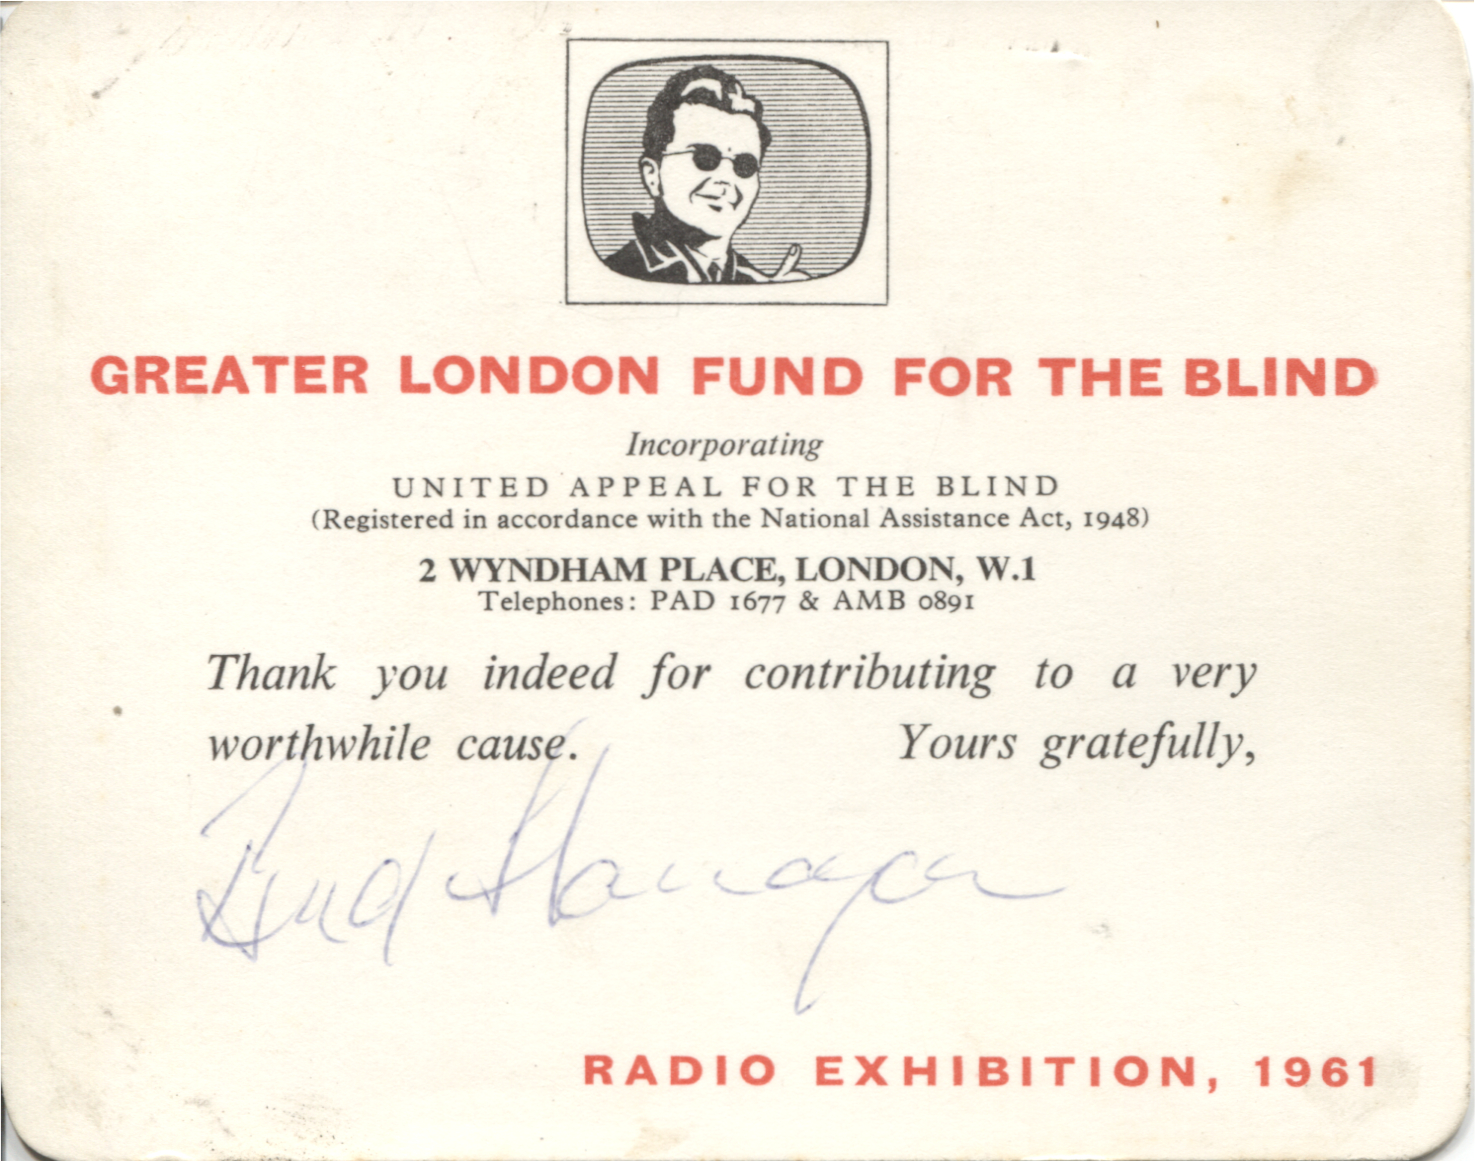 GREATER LONDON FUND FOR THE BLIND
Incorporating
UNITED APPEAL FOR THE BLIND
(Registered in accordance with the National Assistance Act, 1948)
2 WYNDHAM PLACE, LONDON, W.1
Telephones: PAD 1677 & AMB 0891
Thank you indeed for contributing to a very
worthwhile cause. Yours gratefully,
Bud Flanagan
RADIO EXHIBITION, 1961